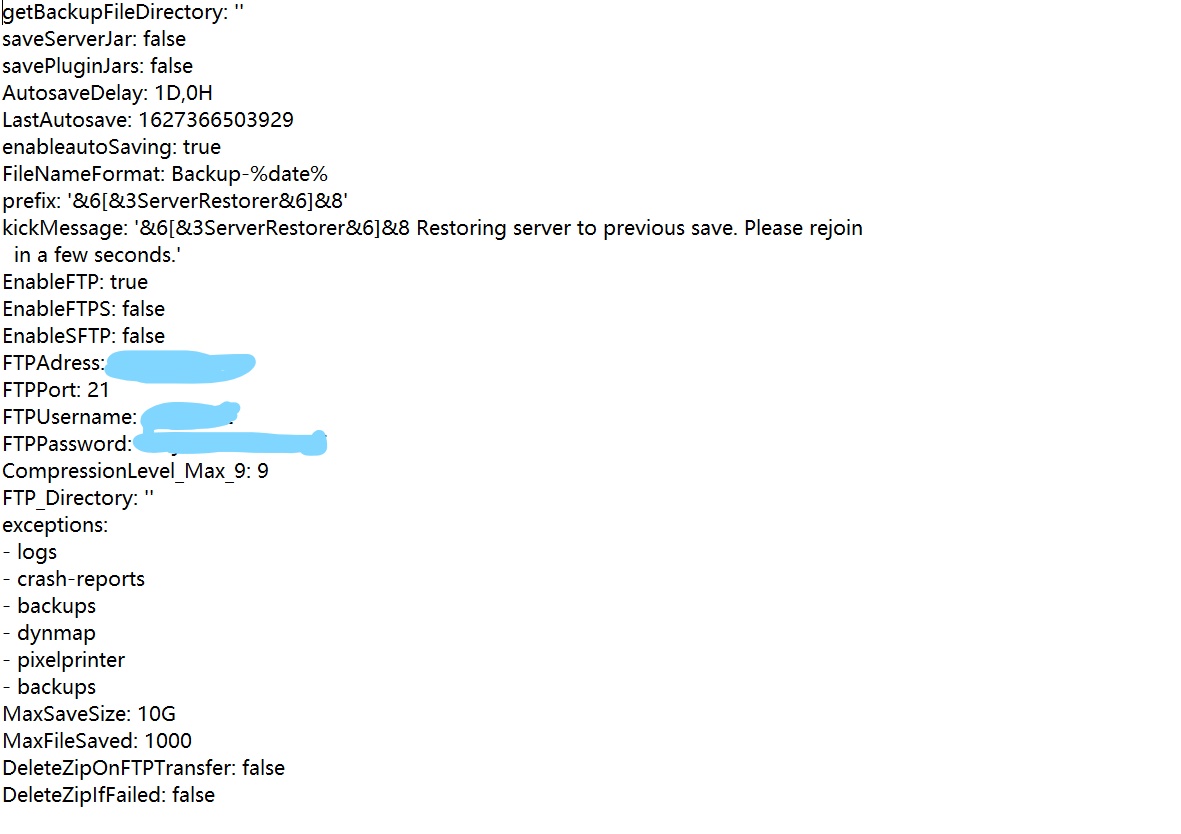 getBackupFileDirectory: ''
saveServerJar: false
savePluginJars: false
AutosaveDelay: 1D,0H
LastAutosave: 1627366503929
enableautoSaving: true
FileNameFormat: Backup-%date%
prefix: '&6[&3ServerRestorer&6]&8'
kickMessage: '&6[&3ServerRestorer&6]&8 Restoring server to previous save. Please rejoin
in a few seconds.'
EnableFTP: true
EnableFTPS: false
EnableSFTP: false
FTPAdress:
FTPPort: 21
FTPUsername:
FTPPassword:
CompressionLevel_Max_9: 9
FTP_Directory: ''
exceptions:
- logs
- crash-reports
- backups
- dynmap
- pixelprinter
- backups
MaxSaveSize: 10G
MaxFileSaved: 1000
DeleteZipOnFTPTransfer: false
DeleteZipIfFailed: false